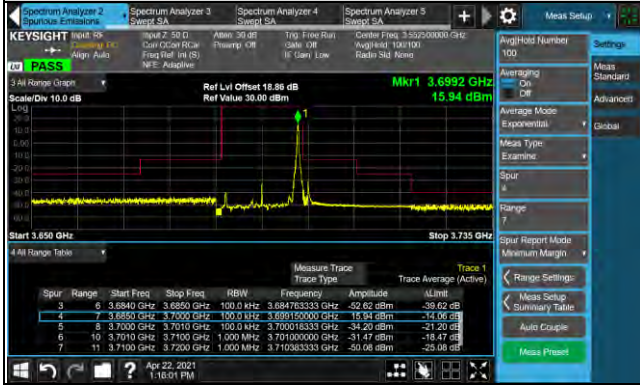 Spectrum Analyzer 2
Spurious Emissions
Spectrum Analyzer 3
Swept SA
Spectrum Analyzer 4
Swept SA
Spectrum Analyzer 5
Swept SA
Meas Setup
KEYSIGHT Input: RF
Coupling: DC
Align: Auto
Input Z: 50 Ω
Corr CCorr RCal
Freq Ref: Int (S)
NFE: Adaptive
Atten: 30 dB
Preamp: Off
Trig: Free Run
Gate: Off
IF Gain: Low
Center Freq: 3.552500000 GHz
Avg|Hold: 100/100
Radio Std: None
PASS
3 All Range Graph
Scale/Div 10.0 dB
Ref Lvl Offset 18.86 dB
Ref Value 30.00 dBm
Mkr1 3.6992 GHz
15.94 dBm
Log
20.0
10.0
0.00
1
Start 3.650 GHz
Stop 3.735 GHz
4 All Range Table
Measure Trace Trace 1
Trace Type Trace Average (Active)
Spur Range Start Freq Stop Freq RBW Frequency Amplitude ΔLimit
3 6 3.6840 GHz 3.6850 GHz 100.0 kHz 3.684763333 GHz -52.62 dBm -39.62 dB
4 7 3.6850 GHz 3.7000 GHz 100.0 kHz 3.699150000 GHz 15.94 dBm -14.06 dB
5 8 3.7000 GHz 3.7010 GHz 100.0 kHz 3.700018333 GHz -34.20 dBm -21.20 dB
6 10 3.7010 GHz 3.7100 GHz 1.000 MHz 3.701000000 GHz -31.47 dBm -18.47 dB
7 11 3.7100 GHz 3.7200 GHz 1.000 MHz 3.710383333 GHz -50.08 dBm -25.08 dB
Apr 22, 2021
1:16:01 PM
Avg|Hold Number
100
Averaging
On
Off
Average Mode
Exponential
Meas Type
Examine
Spur
4
Range
7
Spur Report Mode
Minimum Margin
Range Settings
Meas Setup
Summary Table
Auto Couple
Meas Preset
Settings
Meas
Standard
Advanced
Global